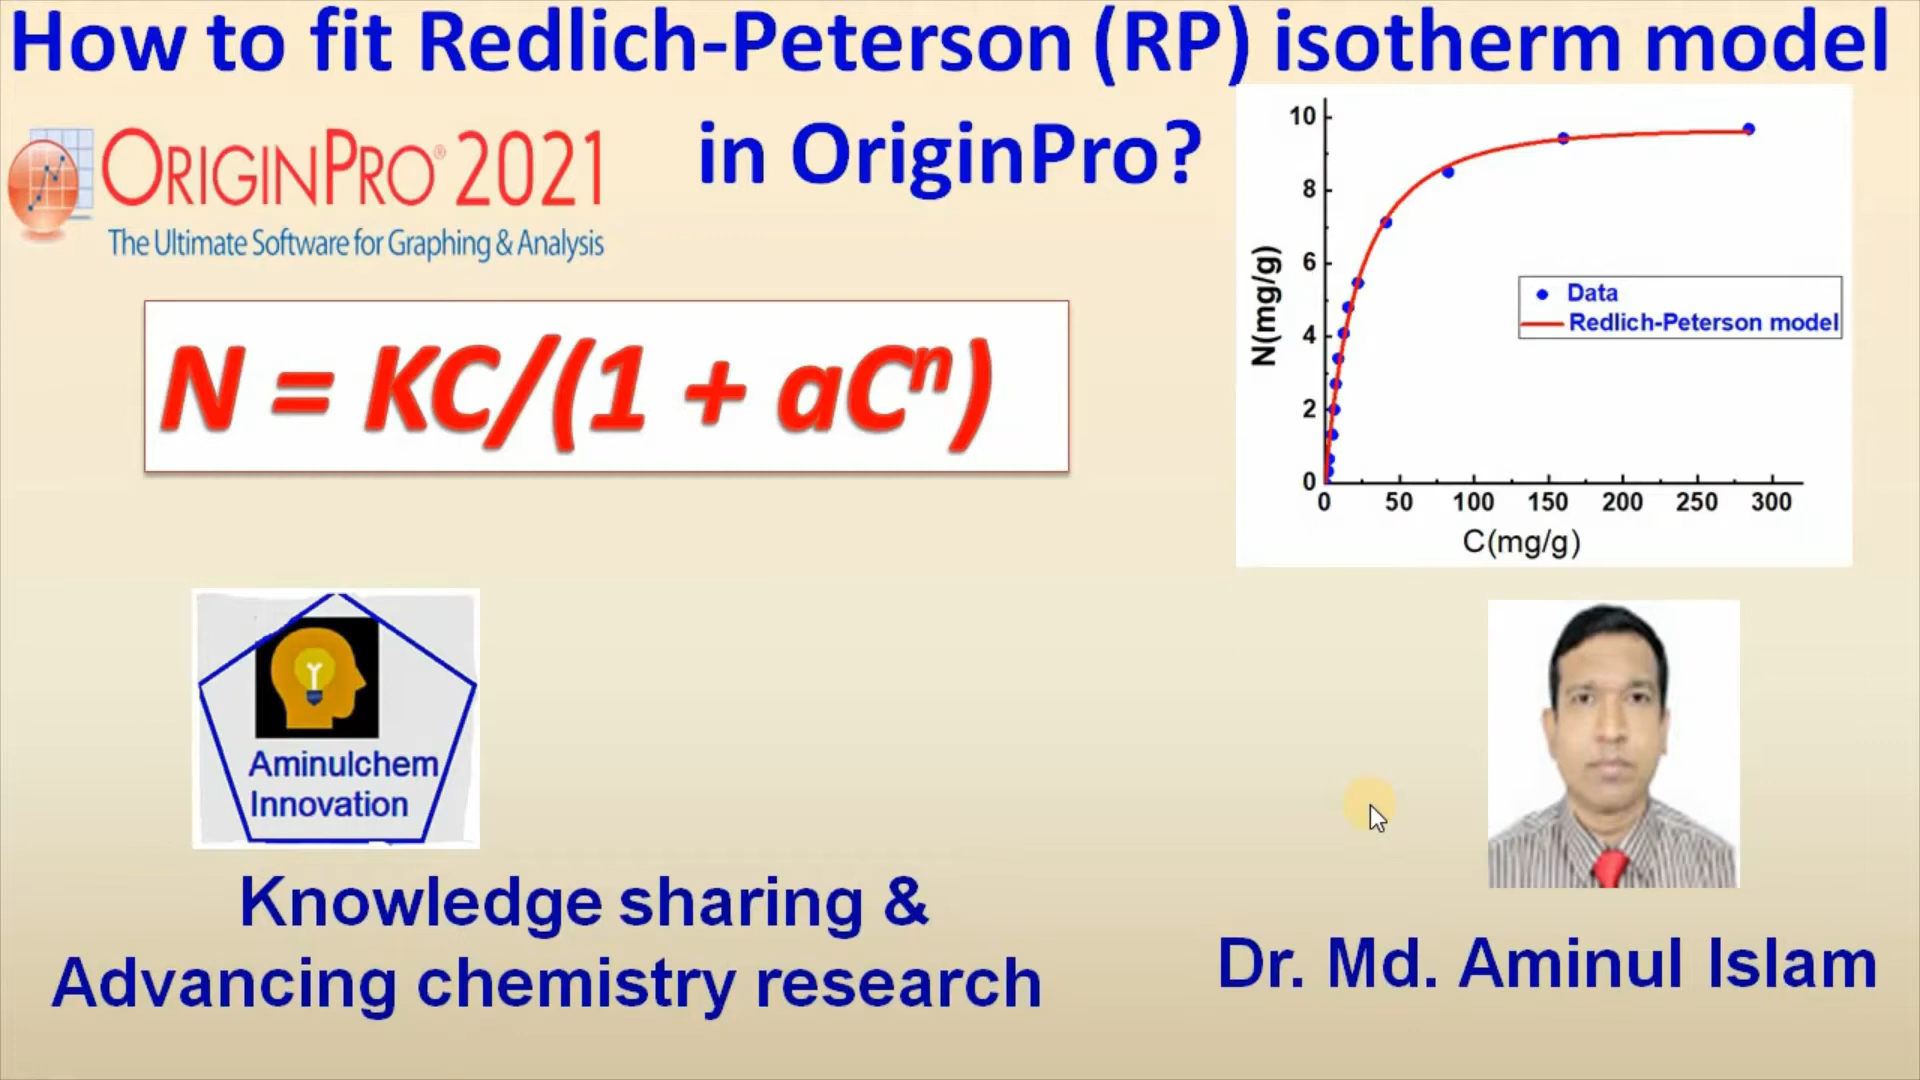 How to fit Redlich-Peterson (RP) isotherm model
in OriginPro?
ORIGINPRO® 2021
The Ultimate Software for Graphing & Analysis
N = KC/(1 + aCⁿ)
10
8
6
4
2
0
N(mg/g)
0 50 100 150 200 250 300
C(mg/g)
Data
Redlich-Peterson model
Aminulchem
Innovation
Knowledge sharing &
Advancing chemistry research
Dr. Md. Aminul Islam